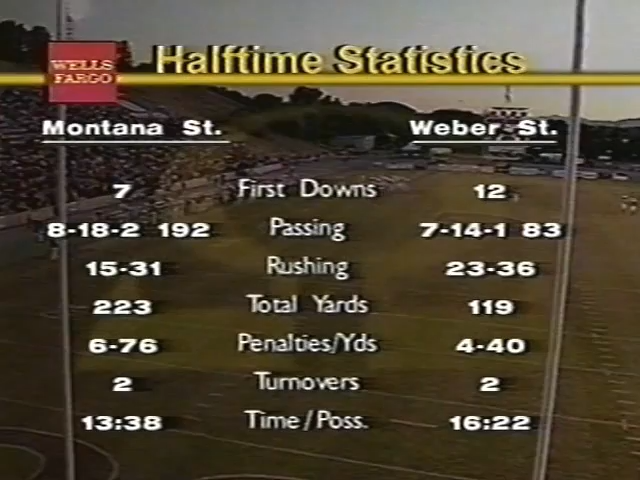 WELLS
FARGO
Halftime Statistics
Montana St. Weber St.
7 First Downs 12
8-18-2 192 Passing 7-14-1 83
15-31 Rushing 23-36
223 Total Yards 119
6-76 Penalties/Yds 4-40
2 Turnovers 2
13:38 Time/Poss. 16:22